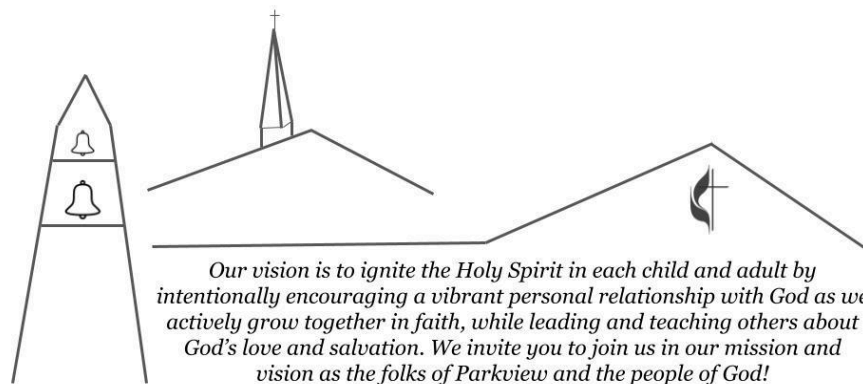 Our vision is to ignite the Holy Spirit in each child and adult by
intentionally encouraging a vibrant personal relationship with God as we
actively grow together in faith, while leading and teaching others about
God's love and salvation. We invite you to join us in our mission and
vision as the folks of Parkview and the people of God!